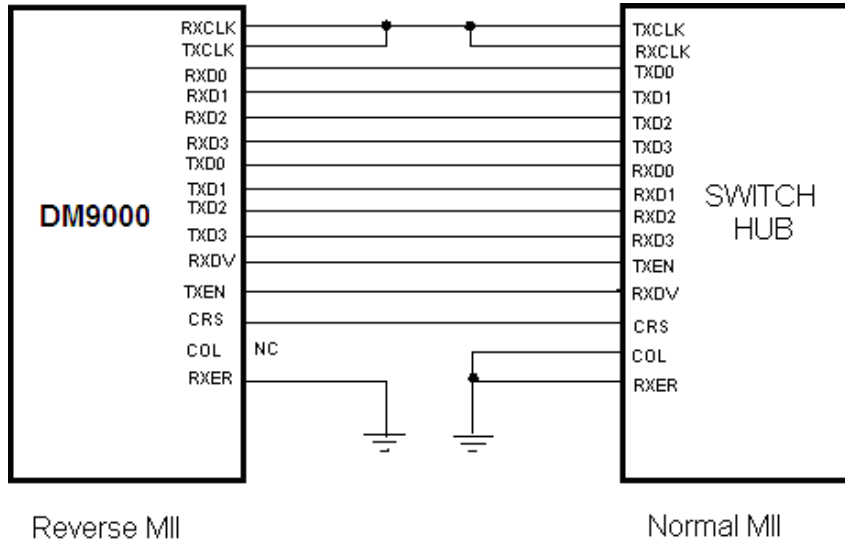 RXCLK
TXCLK
RXD0
RXD1
RXD2
RXD3
TXD0
TXD1
TXD2
TXD3
RXDV
TXEN
CRS
COL NC
RXER
DM9000
TXCLK
RXCLK
TXD0
TXD1
TXD2
TXD3
RXD0
RXD1
RXD2
RXD3
TXEN
RXDV
CRS
COL
RXER
SWITCH
HUB
Reverse MII
Normal MII